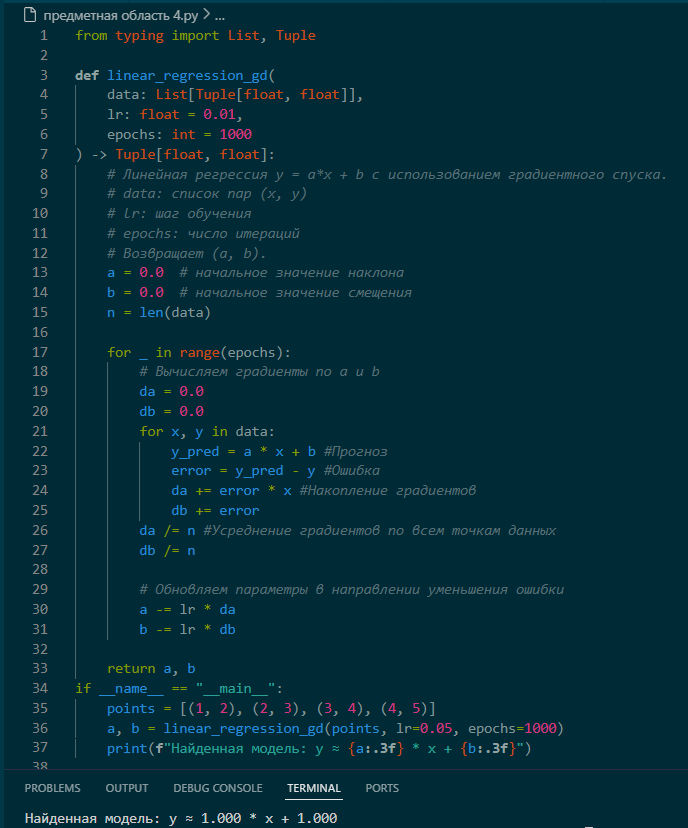 предметная область 4.py > ...
1 from typing import List, Tuple
2
3 def linear_regression_gd(
4     data: List[Tuple[float, float]],
5     lr: float = 0.01,
6     epochs: int = 1000
7 ) -> Tuple[float, float]:
8     # Линейная регрессия y = a*x + b с использованием градиентного спуска.
9     # data: список пар (x, y)
10     # lr: шаг обучения
11     # epochs: число итераций
12     # Возвращает (a, b).
13     a = 0.0  # начальное значение наклона
14     b = 0.0  # начальное значение смещения
15     n = len(data)
16
17     for _ in range(epochs):
18         # Вычисляем градиенты по a и b
19         da = 0.0
20         db = 0.0
21         for x, y in data:
22             y_pred = a * x + b #Прогноз
23             error = y_pred - y #Ошибка
24             da += error * x #Накопление градиентов
25             db += error
26         da /= n #Усреднение градиентов по всем точкам данных
27         db /= n
28
29         # Обновляем параметры в направлении уменьшения ошибки
30         a -= lr * da
31         b -= lr * db
32
33     return a, b
34 if __name__ == "__main__":
35     points = [(1, 2), (2, 3), (3, 4), (4, 5)]
36     a, b = linear_regression_gd(points, lr=0.05, epochs=1000)
37     print(f"Найденная модель: y ≈ {a:.3f} * x + {b:.3f}")
38
PROBLEMS OUTPUT DEBUG CONSOLE TERMINAL PORTS
Найденная модель: y ≈ 1.000 * x + 1.000